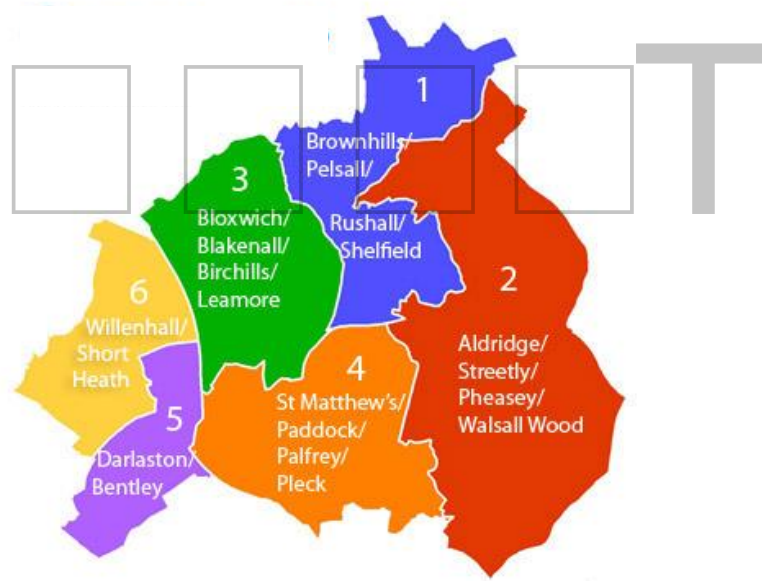 1
Brownhills/
Pelsall/
Rushall/
Shelfield
2
Aldridge/
Streetly/
Pheasey/
Walsall Wood
3
Bloxwich/
Blakenall/
Birchills/
Leamore
4
St Matthew's/
Paddock/
Palfrey/
Pleck
5
Darlaston/
Bentley
6
Willenhall/
Short
Heath
T